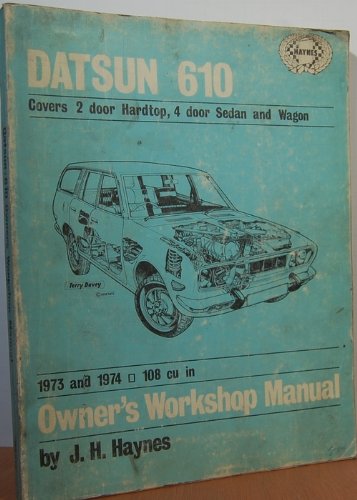 HAYNES
DATSUN 610
Covers 2 door Hardtop, 4 door Sedan and Wagon
Terry Davey
1973 and 1974 □ 108 cu in
Owner's Workshop Manual
by J. H. Haynes